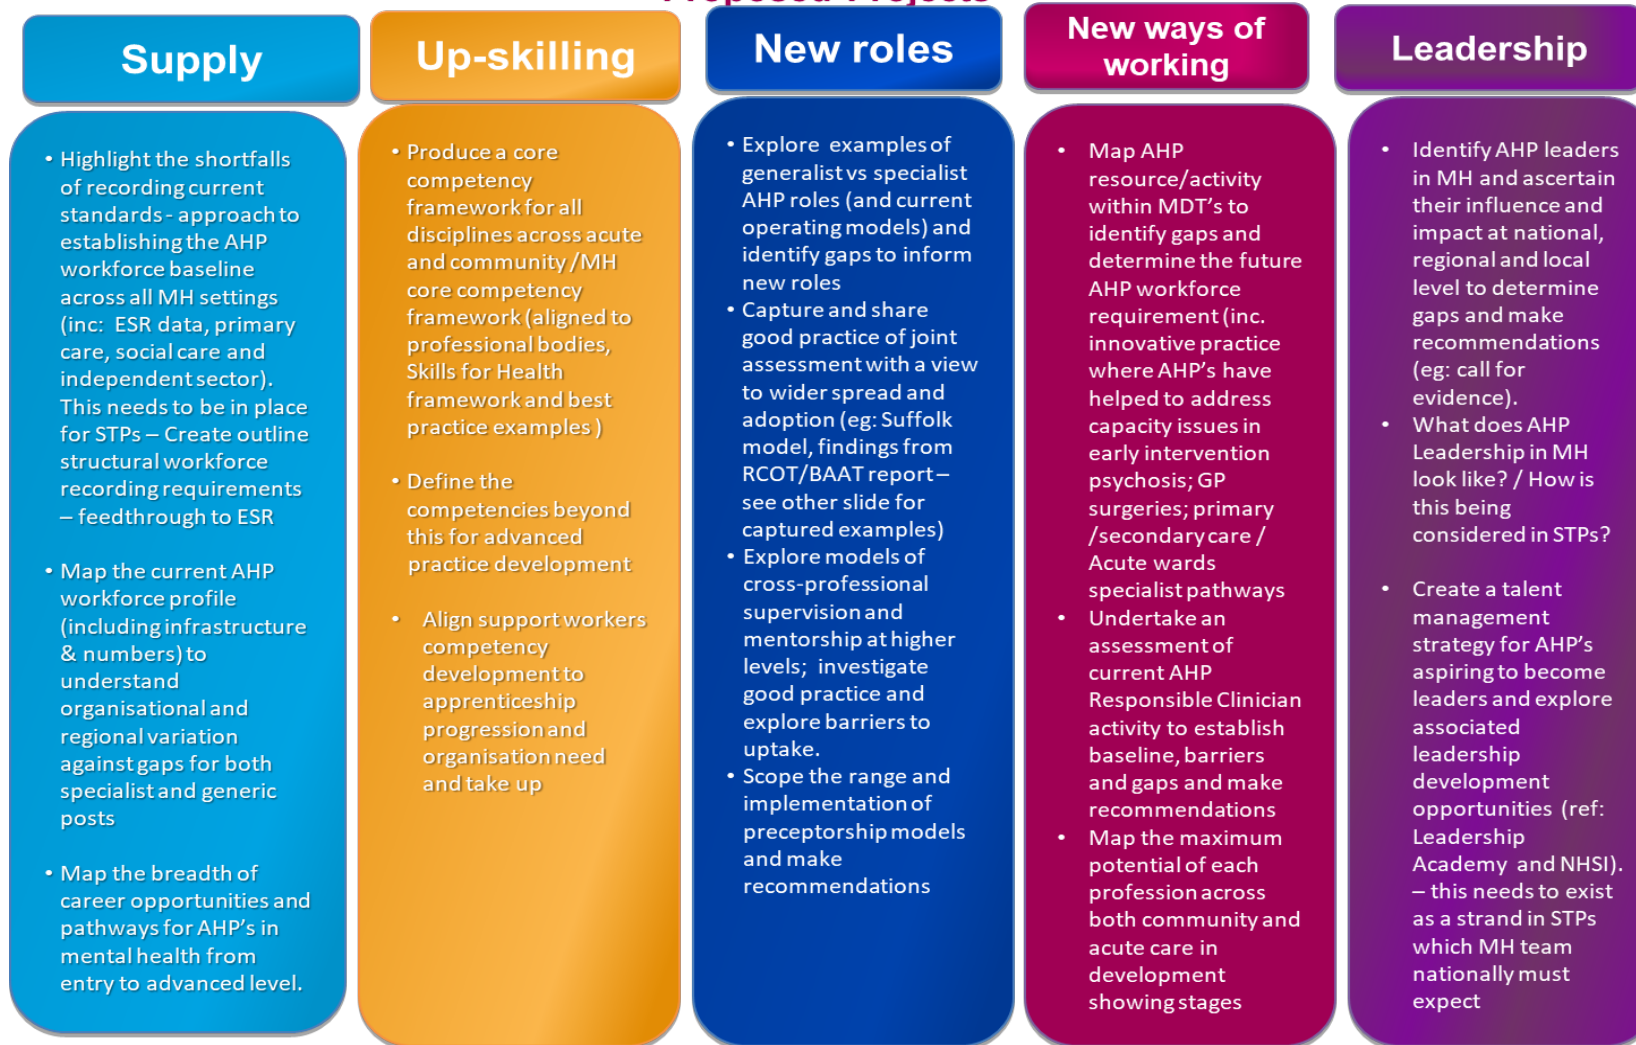 Proposed Projects
Supply
• Highlight the shortfalls
of recording current
standards - approach to
establishing the AHP
workforce baseline
across all MH settings
(inc: ESR data, primary
care, social care and
independent sector).
This needs to be in place
for STPs – Create outline
structural workforce
recording requirements
– feedthrough to ESR
• Map the current AHP
workforce profile
(including infrastructure
& numbers) to
understand
organisational and
regional variation
against gaps for both
specialist and generic
posts
• Map the breadth of
career opportunities and
pathways for AHP's in
mental health from
entry to advanced level.
Up-skilling
• Produce a core
competency
framework for all
disciplines across acute
and community /MH
core competency
framework (aligned to
professional bodies,
Skills for Health
framework and best
practice examples )
• Define the
competencies beyond
this for advanced
practice development
• Align support workers
competency
development to
apprenticeship
progression and
organisation need
and take up
New roles
• Explore examples of
generalist vs specialist
AHP roles (and current
operating models) and
identify gaps to inform
new roles
• Capture and share
good practice of joint
assessment with a view
to wider spread and
adoption (eg: Suffolk
model, findings from
RCOT/BAAT report –
see other slide for
captured examples)
• Explore models of
cross-professional
supervision and
mentorship at higher
levels; investigate
good practice and
explore barriers to
uptake.
• Scope the range and
implementation of
preceptorship models
and make
recommendations
New ways of
working
• Map AHP
resource/activity
within MDT's to
identify gaps and
determine the future
AHP workforce
requirement (inc.
innovative practice
where AHP's have
helped to address
capacity issues in
early intervention
psychosis; GP
surgeries; primary
/secondary care /
Acute wards
specialist pathways
• Undertake an
assessment of
current AHP
Responsible Clinician
activity to establish
baseline, barriers
and gaps and make
recommendations
• Map the maximum
potential of each
profession across
both community and
acute care in
development
showing stages
Leadership
• Identify AHP leaders
in MH and ascertain
their influence and
impact at national,
regional and local
level to determine
gaps and make
recommendations
(eg: call for
evidence).
• What does AHP
Leadership in MH
look like? / How is
this being
considered in STPs?
• Create a talent
management
strategy for AHP's
aspiring to become
leaders and explore
associated
leadership
development
opportunities (ref:
Leadership
Academy and NHSI).
– this needs to exist
as a strand in STPs
which MH team
nationally must
expect